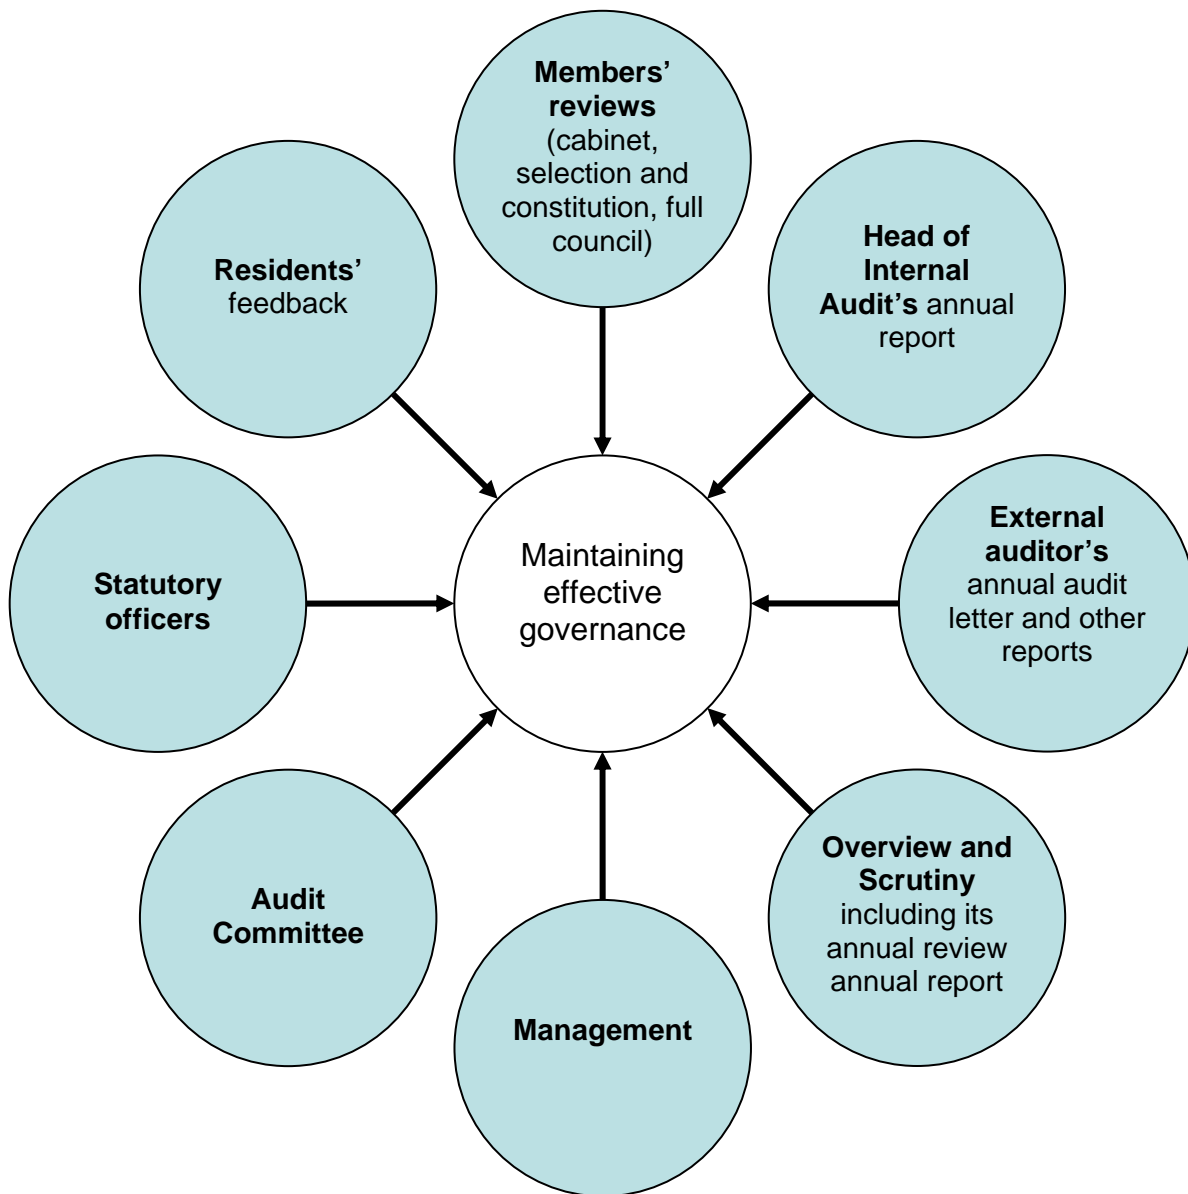 Members’
reviews
(cabinet,
selection and
constitution, full
council)
Head of
Internal
Audit’s annual
report
External
auditor’s
annual audit
letter and other
reports
Overview and
Scrutiny
including its
annual review
annual report
Management
Audit
Committee
Statutory
officers
Residents’
feedback
Maintaining
effective
governance